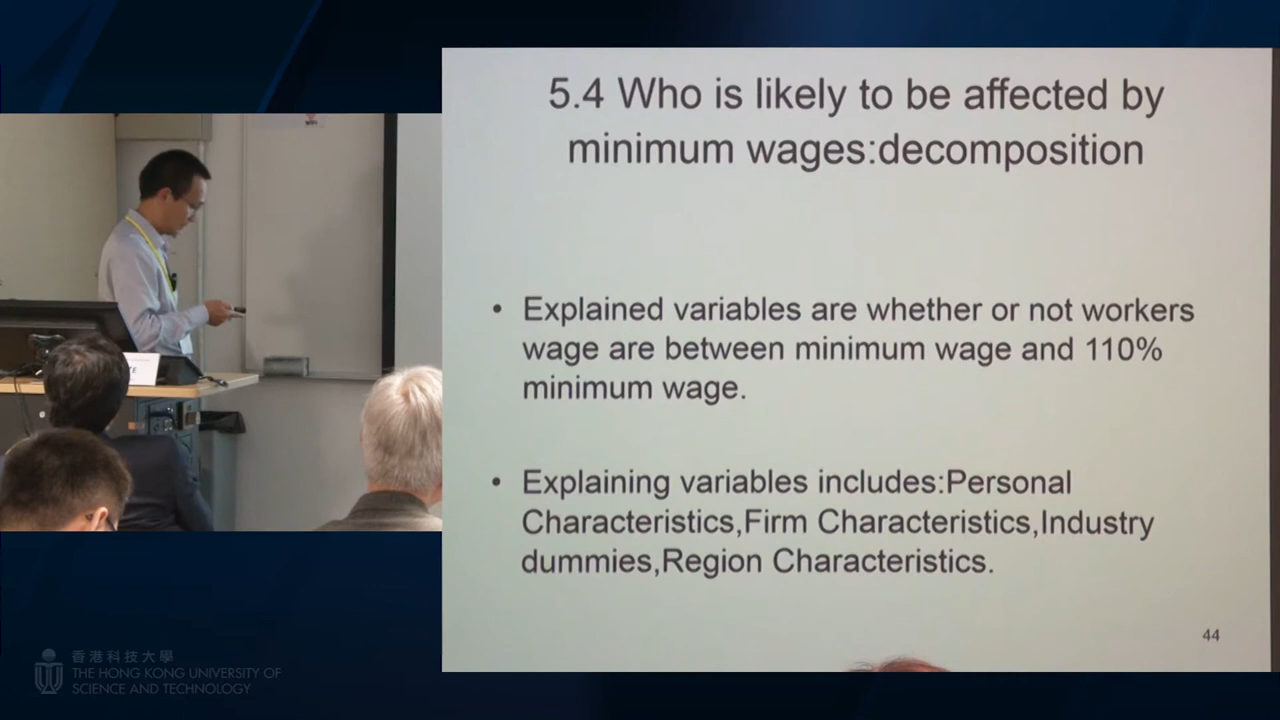 5.4 Who is likely to be affected by
minimum wages:decomposition
• Explained variables are whether or not workers
wage are between minimum wage and 110%
minimum wage.
• Explaining variables includes:Personal
Characteristics,Firm Characteristics,Industry
dummies,Region Characteristics.
44
香港科技大學
THE HONG KONG UNIVERSITY OF
SCIENCE AND TECHNOLOGY